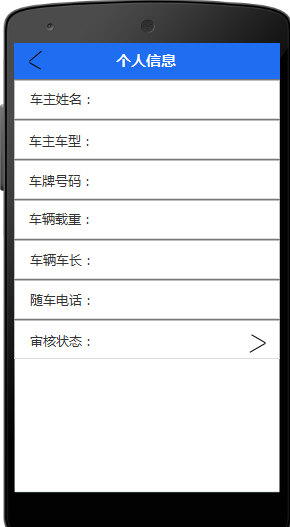 个人信息
车主姓名：
车主车型：
车牌号码：
车辆载重：
车辆车长：
随车电话：
审核状态：